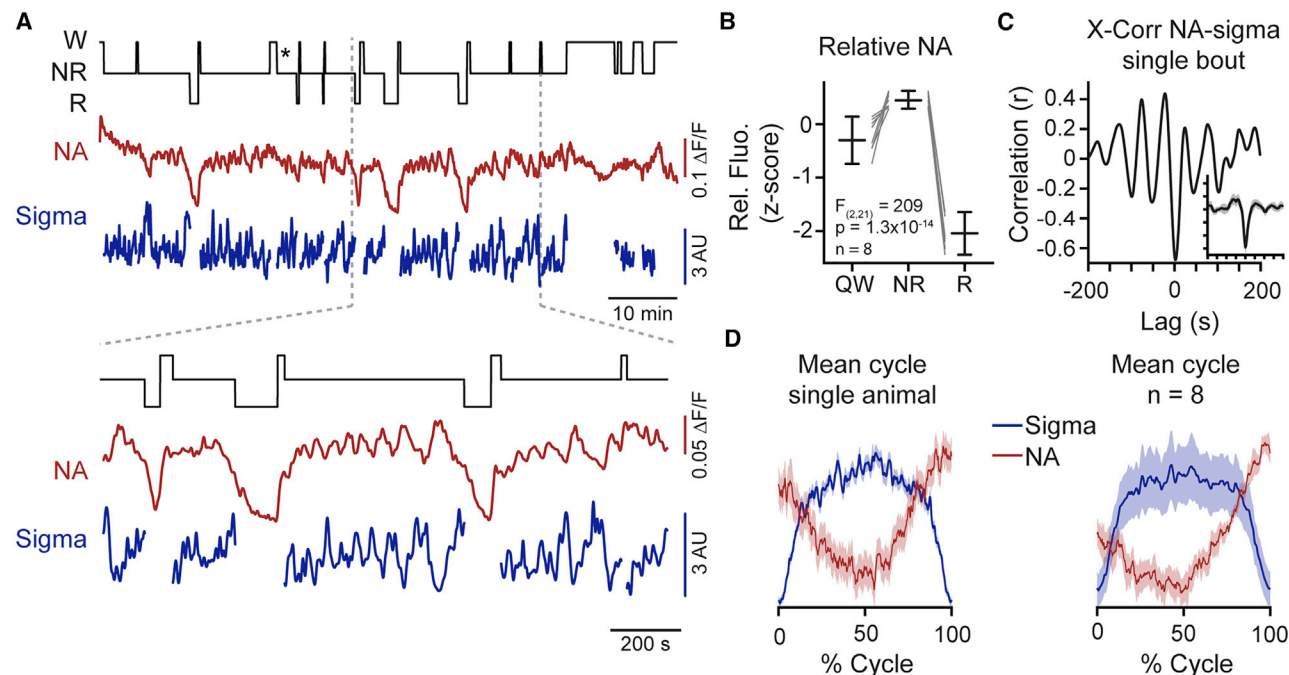 A
W
NR
R
*
NA
0.1 ΔF/F
Sigma
3 AU
10 min
NA
0.05 ΔF/F
Sigma
3 AU
200 s
B
Relative NA
Rel. Fluo.
(z-score)
0
-1
-2
F(2,21) = 209
p = 1.3x10-14
n = 8
QW NR R
C
X-Corr NA-sigma
single bout
Correlation (r)
0.4
0.2
0
-0.2
-0.4
-0.6
-200 0 200
Lag (s)
D
Mean cycle
single animal
Sigma
NA
0 50 100
% Cycle
Mean cycle
n = 8
0 50 100
% Cycle